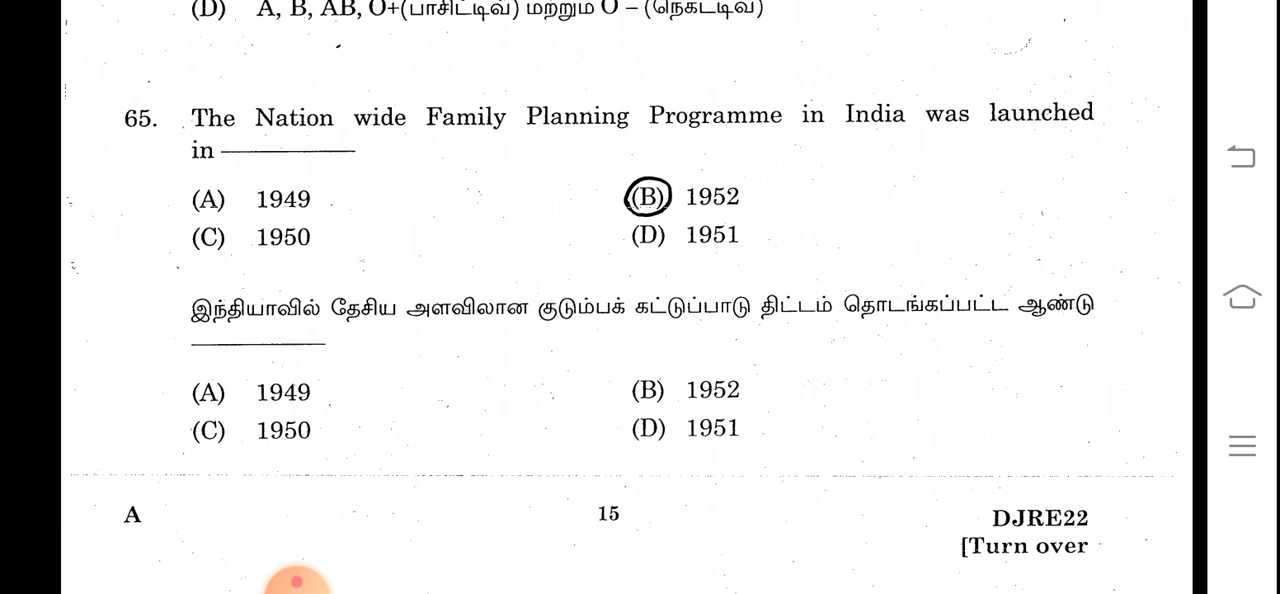 (D) A, B, AB, O+(பாசிட்டிவ்) மற்றும் O – (நெகட்டிவ்)
65. The Nation wide Family Planning Programme in India was launched
in
(A) 1949 (B) 1952
(C) 1950 (D) 1951
இந்தியாவில் தேசிய அளவிலான குடும்பக் கட்டுப்பாடு திட்டம் தொடங்கப்பட்ட ஆண்டு
(A) 1949 (B) 1952
(C) 1950 (D) 1951
A 15 DJRE22
[Turn over